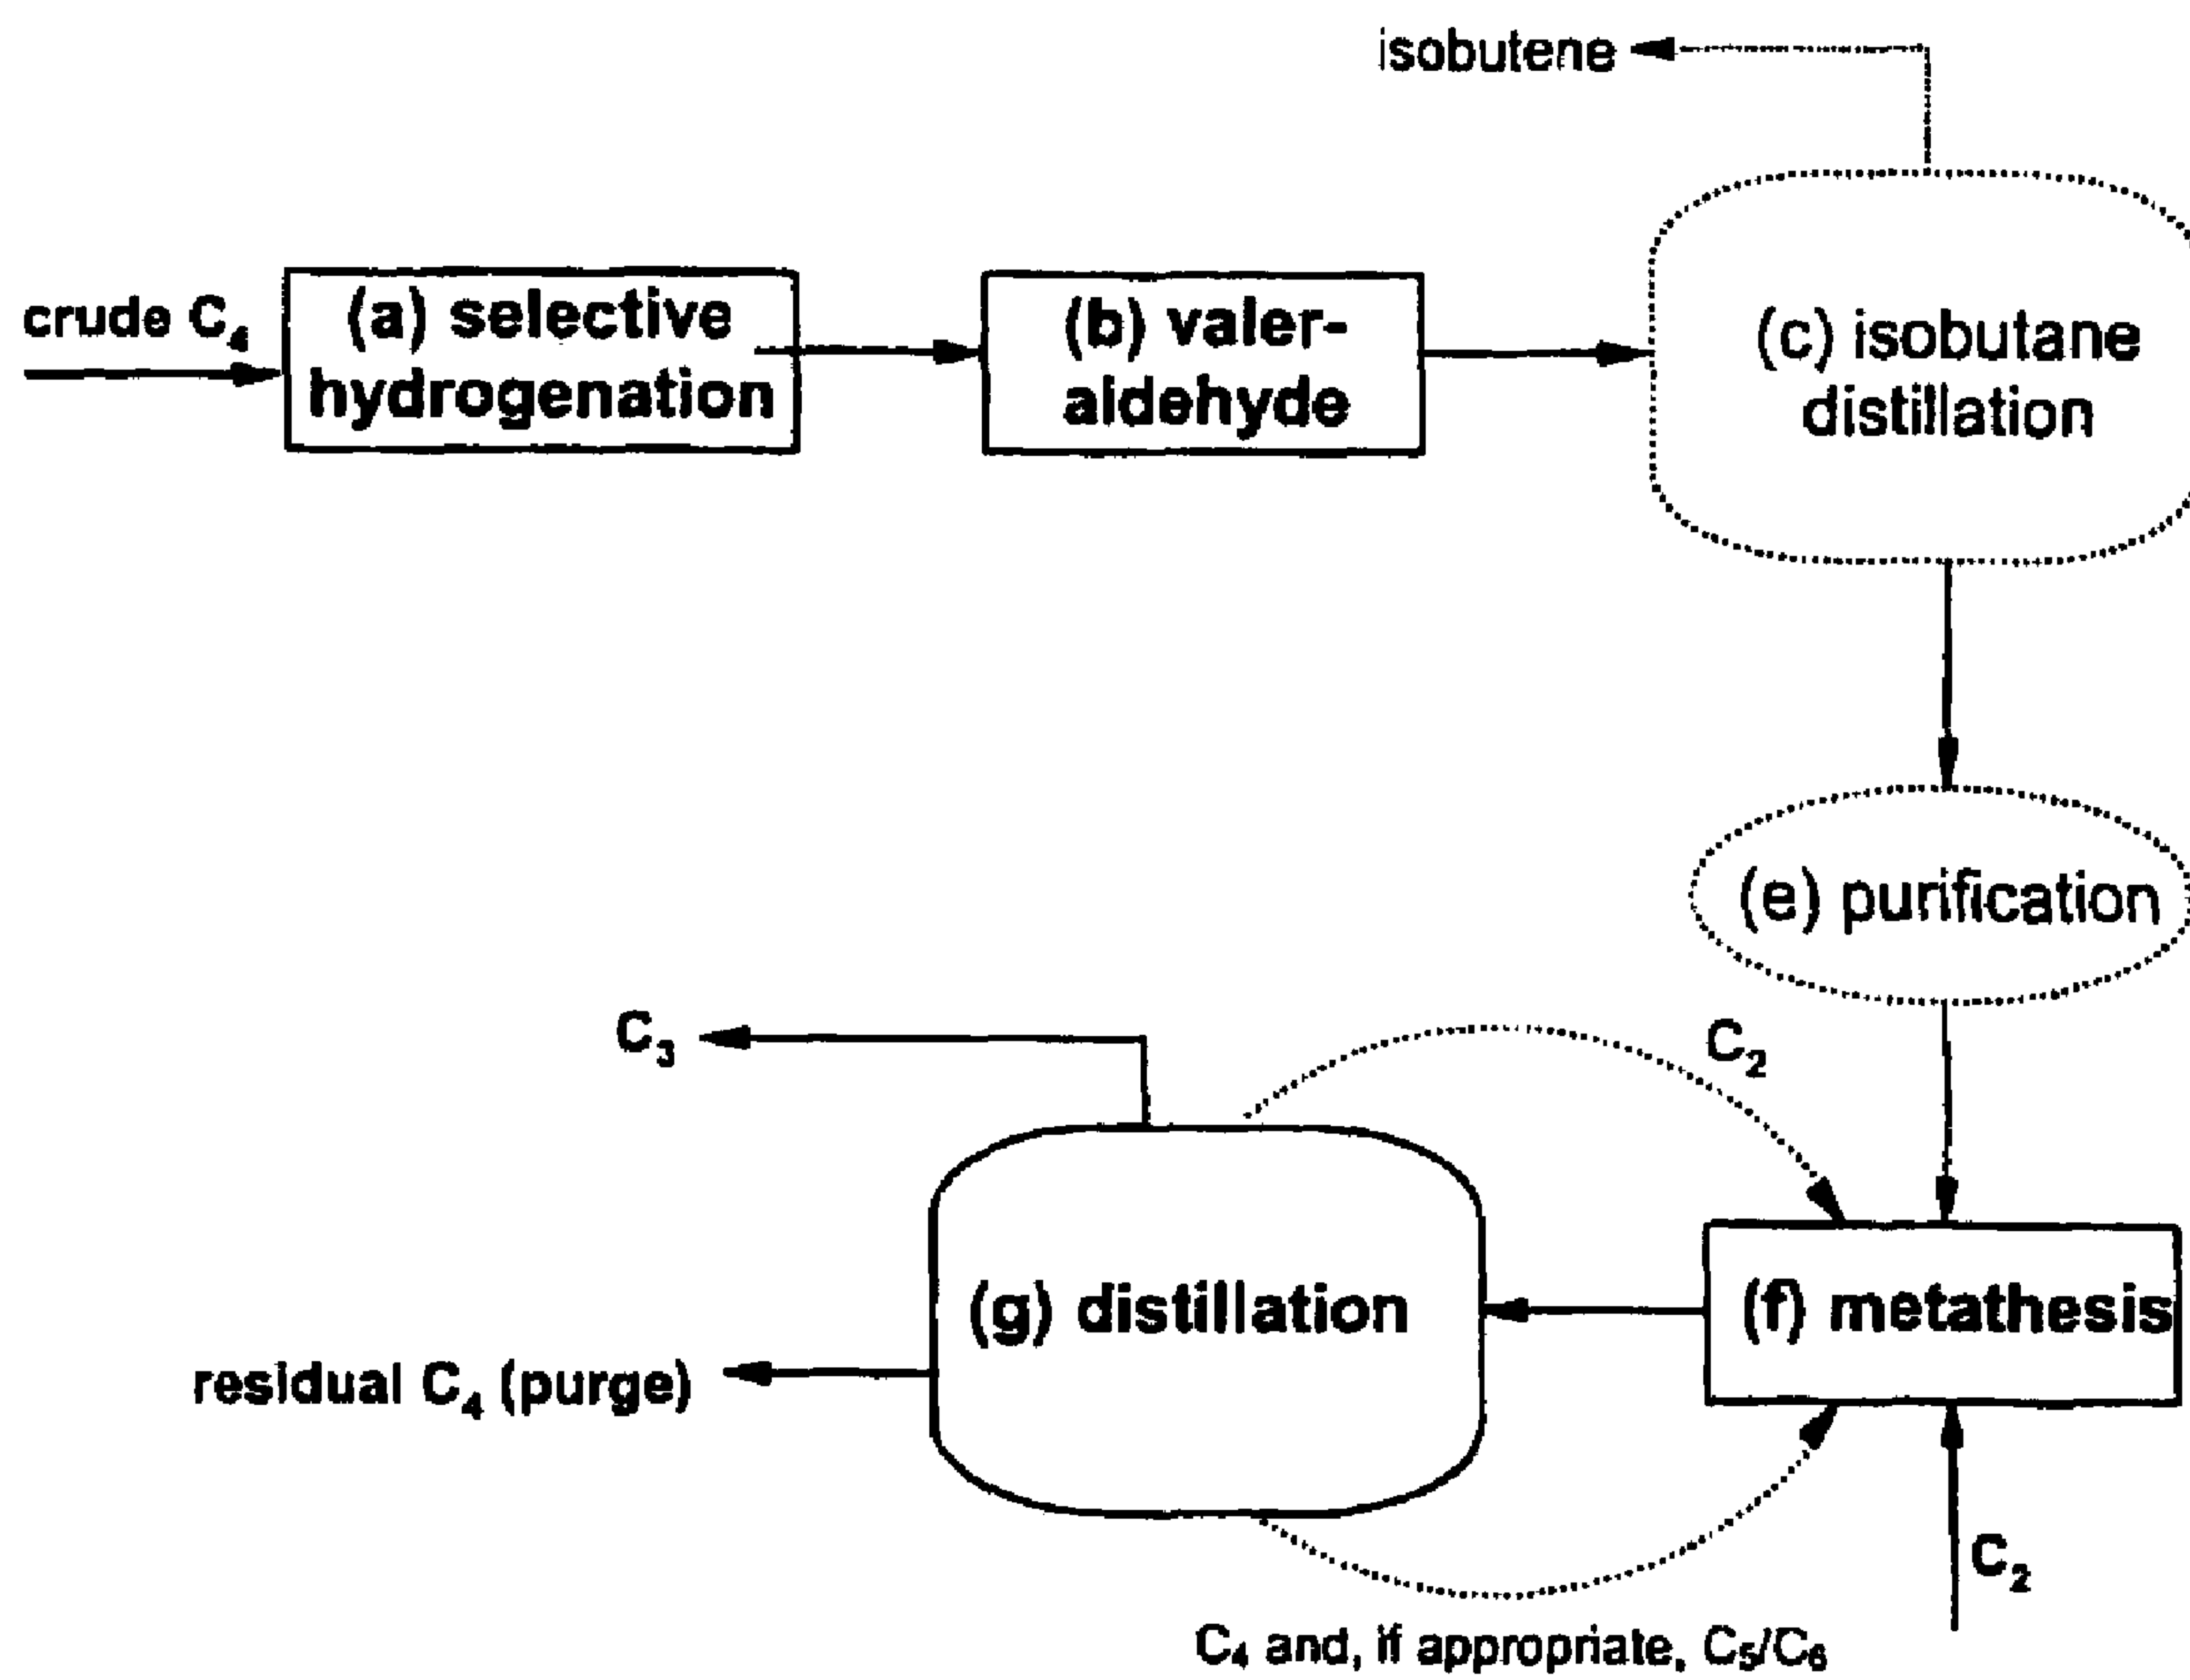 isobutene
crude C₄
(a) selective
hydrogenation
(b) valer-
aldehyde
(c) isobutane
distillation
(e) purification
C₃
C₂
(g) distillation
(f) metathesis
residual C₄ (purge)
C₂
C₄ and, if appropriate, C₅/C₆